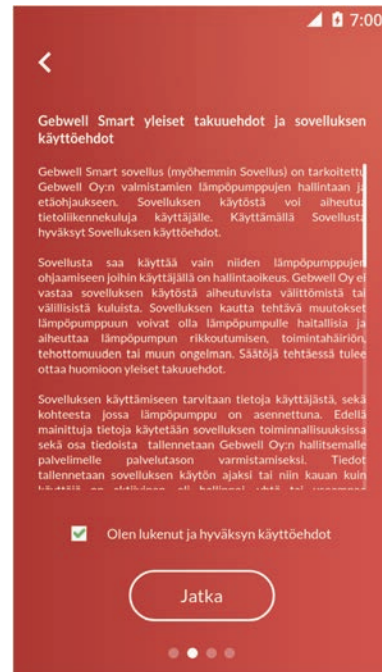 7:00
Gebwell Smart yleiset takuuehdot ja sovelluksen
käyttöehdot
Gebwell Smart sovellus (myöhemmin Sovellus) on tarkoitettu
Gebwell Oy:n valmistamien lämpöpumppujen hallintaan ja
etäohjaukseen. Sovelluksen käytöstä voi aiheutua
tietoliikennekuluja käyttäjälle. Käyttämällä Sovellusta
hyväksyt Sovelluksen käyttöehdot.
Sovellusta saa käyttää vain niiden lämpöpumppujen
ohjaamiseen joihin käyttäjällä on hallintaoikeus. Gebwell Oy ei
vastaa sovelluksen käytöstä aiheutuvista välittömistä tai
välillisistä kuluista. Sovelluksen kautta tehtävä muutokset
lämpöpumppuun voivat olla lämpöpumpulle haitallisia ja
aiheuttaa lämpöpumpun rikkoutumisen, toimintahäiriön,
tehottomuuden tai muun ongelman. Säätöjä tehtäessä tulee
ottaa huomioon yleiset takuuehdot.
Sovelluksen käyttämiseen tarvitaan tietoja käyttäjästä, sekä
kohteesta jossa lämpöpumppu on asennettuna. Edellä
mainittuja tietoja käytetään sovelluksen toiminnallisuuksissa
sekä osa tiedoista tallennetaan Gebwell Oy:n hallitsemalle
palvelimelle palvelutason varmistamiseksi. Tiedot
tallennetaan sovelluksen käytön ajaksi tai niin kauan kuin
Olen lukenut ja hyväksyn käyttöehdot
Jatka